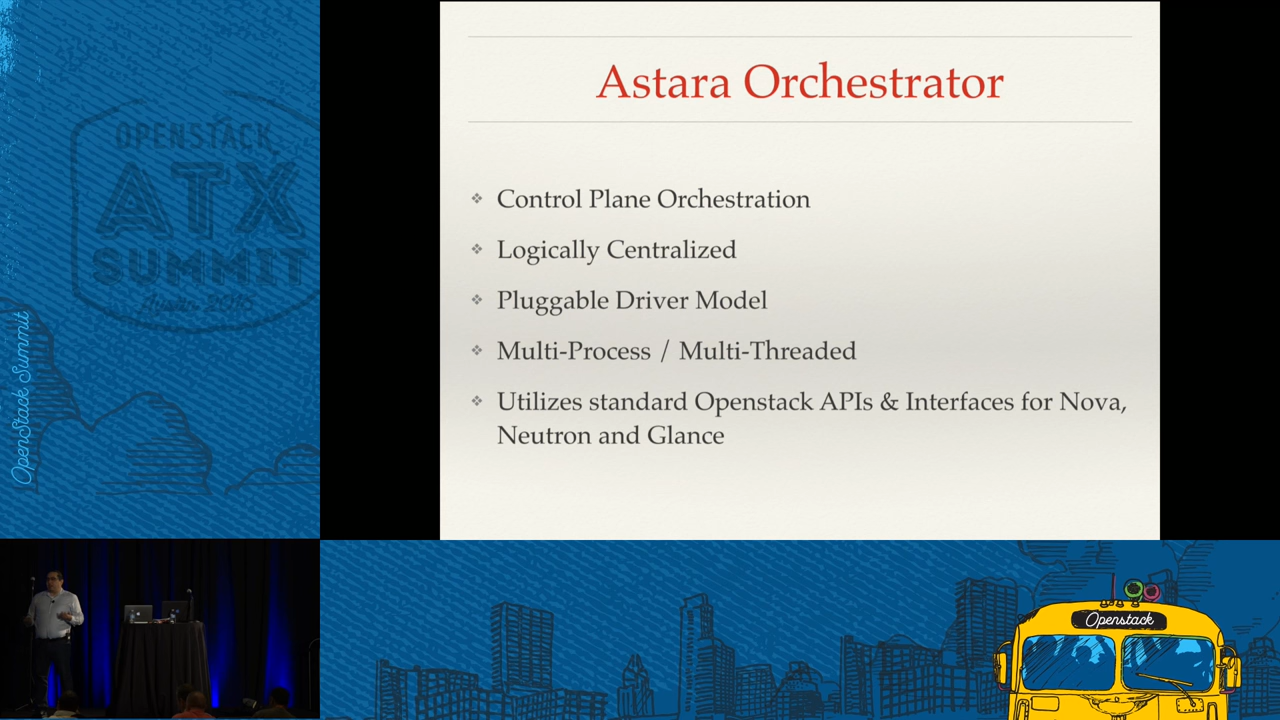 OPENSTACK
ATX
SUMMIT
Austin 2016
OpenStack Summit
Astara Orchestrator
Control Plane Orchestration
Logically Centralized
Pluggable Driver Model
Multi-Process / Multi-Threaded
Utilizes standard Openstack APIs & Interfaces for Nova,
Neutron and Glance
Openstack